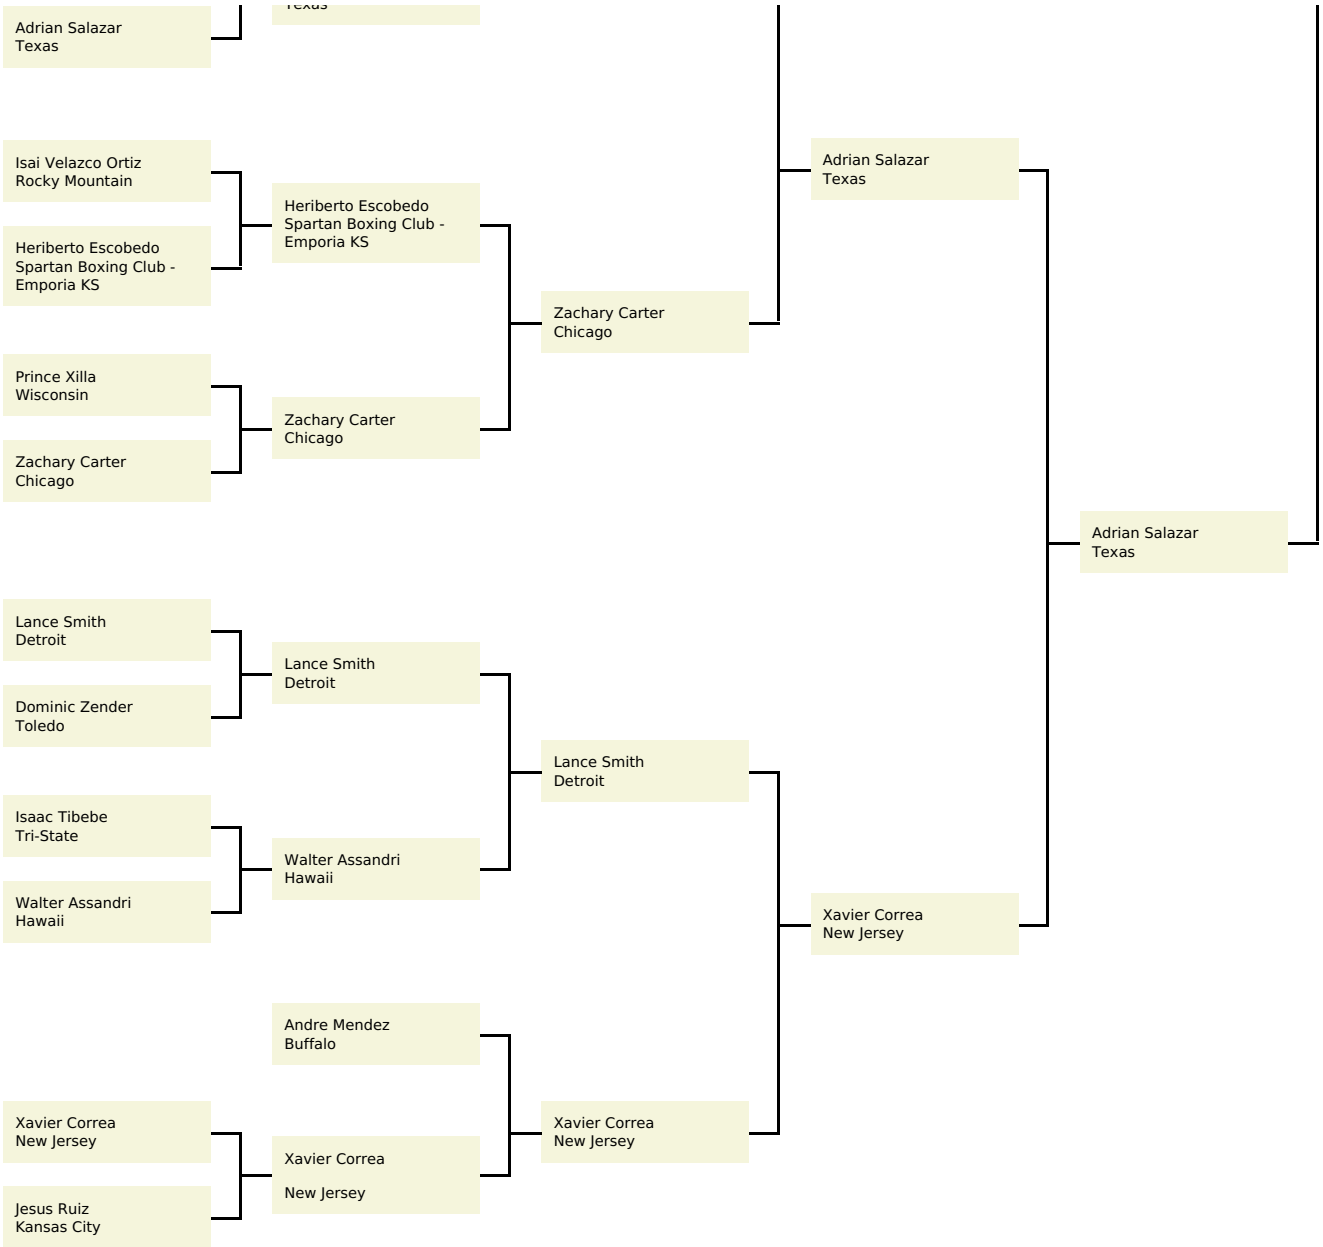 Texas
Adrian Salazar
Texas
Isai Velazco Ortiz
Rocky Mountain
Heriberto Escobedo
Spartan Boxing Club -
Emporia KS
Prince Xilla
Wisconsin
Zachary Carter
Chicago
Lance Smith
Detroit
Dominic Zender
Toledo
Isaac Tibebe
Tri-State
Walter Assandri
Hawaii
Xavier Correa
New Jersey
Jesus Ruiz
Kansas City
Heriberto Escobedo
Spartan Boxing Club -
Emporia KS
Zachary Carter
Chicago
Lance Smith
Detroit
Walter Assandri
Hawaii
Andre Mendez
Buffalo
Xavier Correa
New Jersey
Zachary Carter
Chicago
Lance Smith
Detroit
Xavier Correa
New Jersey
Adrian Salazar
Texas
Xavier Correa
New Jersey
Adrian Salazar
Texas